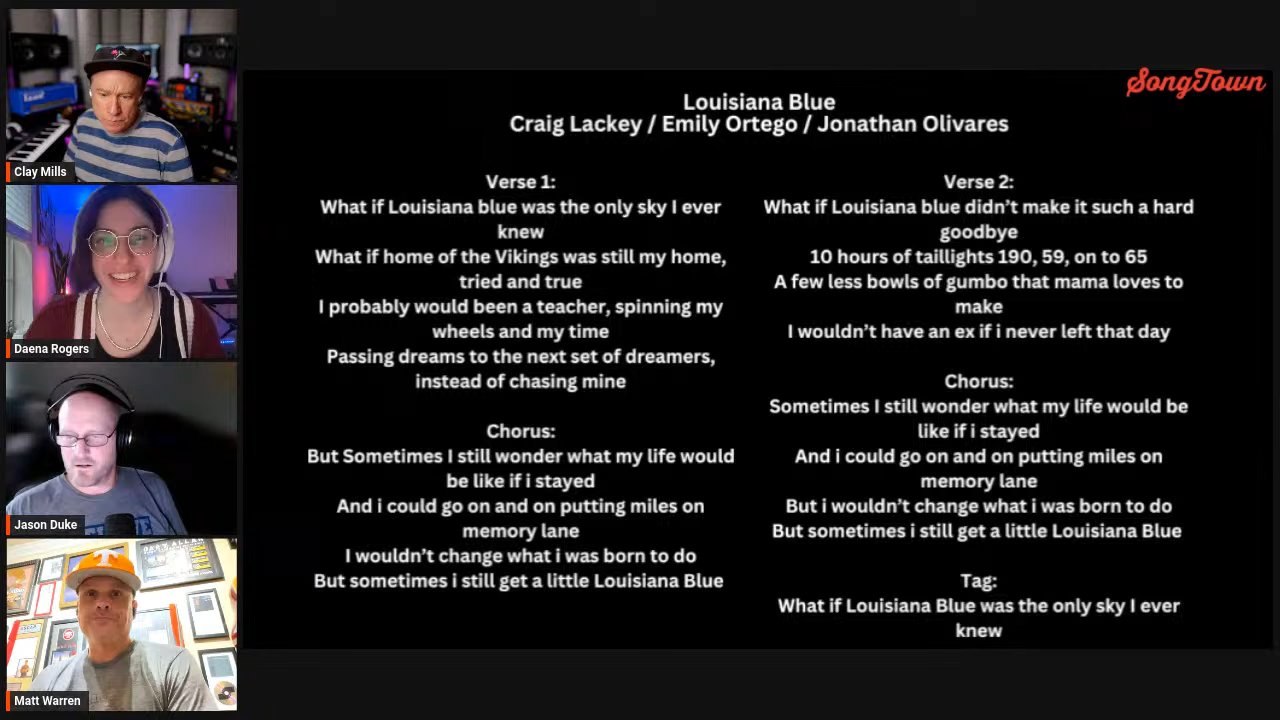 SongTown
Louisiana Blue
Craig Lackey / Emily Ortego / Jonathan Olivares
Verse 1:
What if Louisiana blue was the only sky I ever
knew
What if home of the Vikings was still my home,
tried and true
I probably would been a teacher, spinning my
wheels and my time
Passing dreams to the next set of dreamers,
instead of chasing mine
Chorus:
But Sometimes I still wonder what my life would
be like if i stayed
And i could go on and on putting miles on
memory lane
I wouldn't change what i was born to do
But sometimes i still get a little Louisiana Blue
Verse 2:
What if Louisiana blue didn't make it such a hard
goodbye
10 hours of taillights 190, 59, on to 65
A few less bowls of gumbo that mama loves to
make
I wouldn't have an ex if i never left that day
Chorus:
Sometimes I still wonder what my life would be
like if i stayed
And i could go on and on putting miles on
memory lane
But i wouldn't change what i was born to do
But sometimes i still get a little Louisiana Blue
Tag:
What if Louisiana Blue was the only sky I ever
knew
Clay Mills
Daena Rogers
Jason Duke
Matt Warren